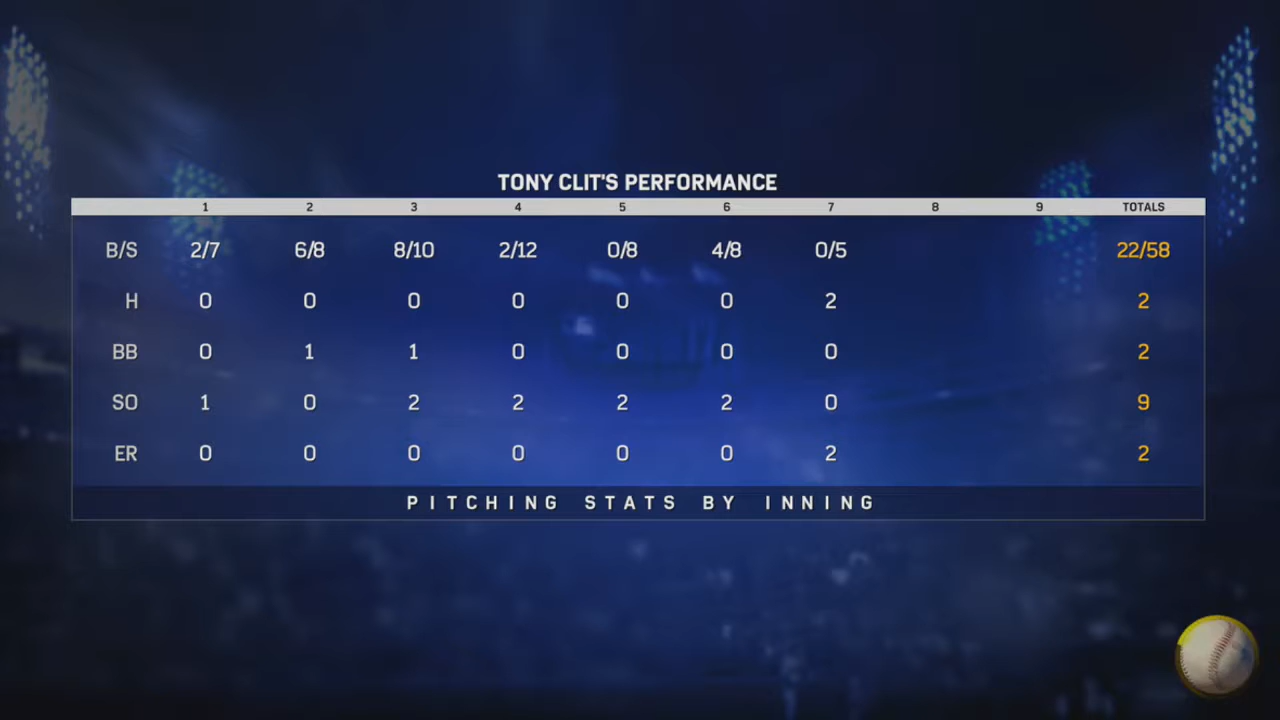 TONY CLIT'S PERFORMANCE
1 2 3 4 5 6 7 8 9 TOTALS
B/S 2/7 6/8 8/10 2/12 0/8 4/8 0/5 22/58
H 0 0 0 0 0 0 2 2
BB 0 1 1 0 0 0 0 2
SO 1 0 2 2 2 2 0 9
ER 0 0 0 0 0 0 2 2
PITCHING STATS BY INNING